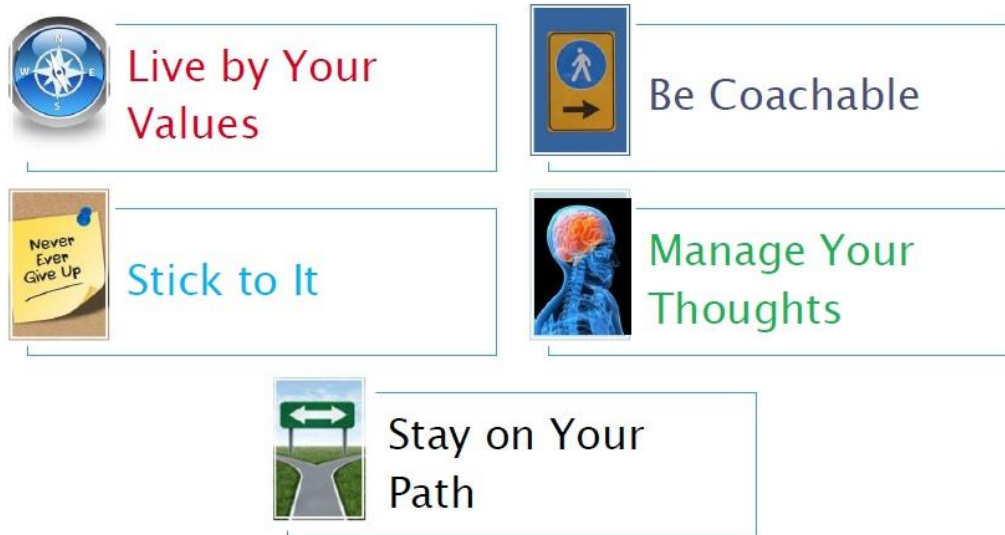 N
W
E
S
Live by Your
Values
Be Coachable
Never
Ever
Give Up
Stick to It
Manage Your
Thoughts
Stay on Your
Path